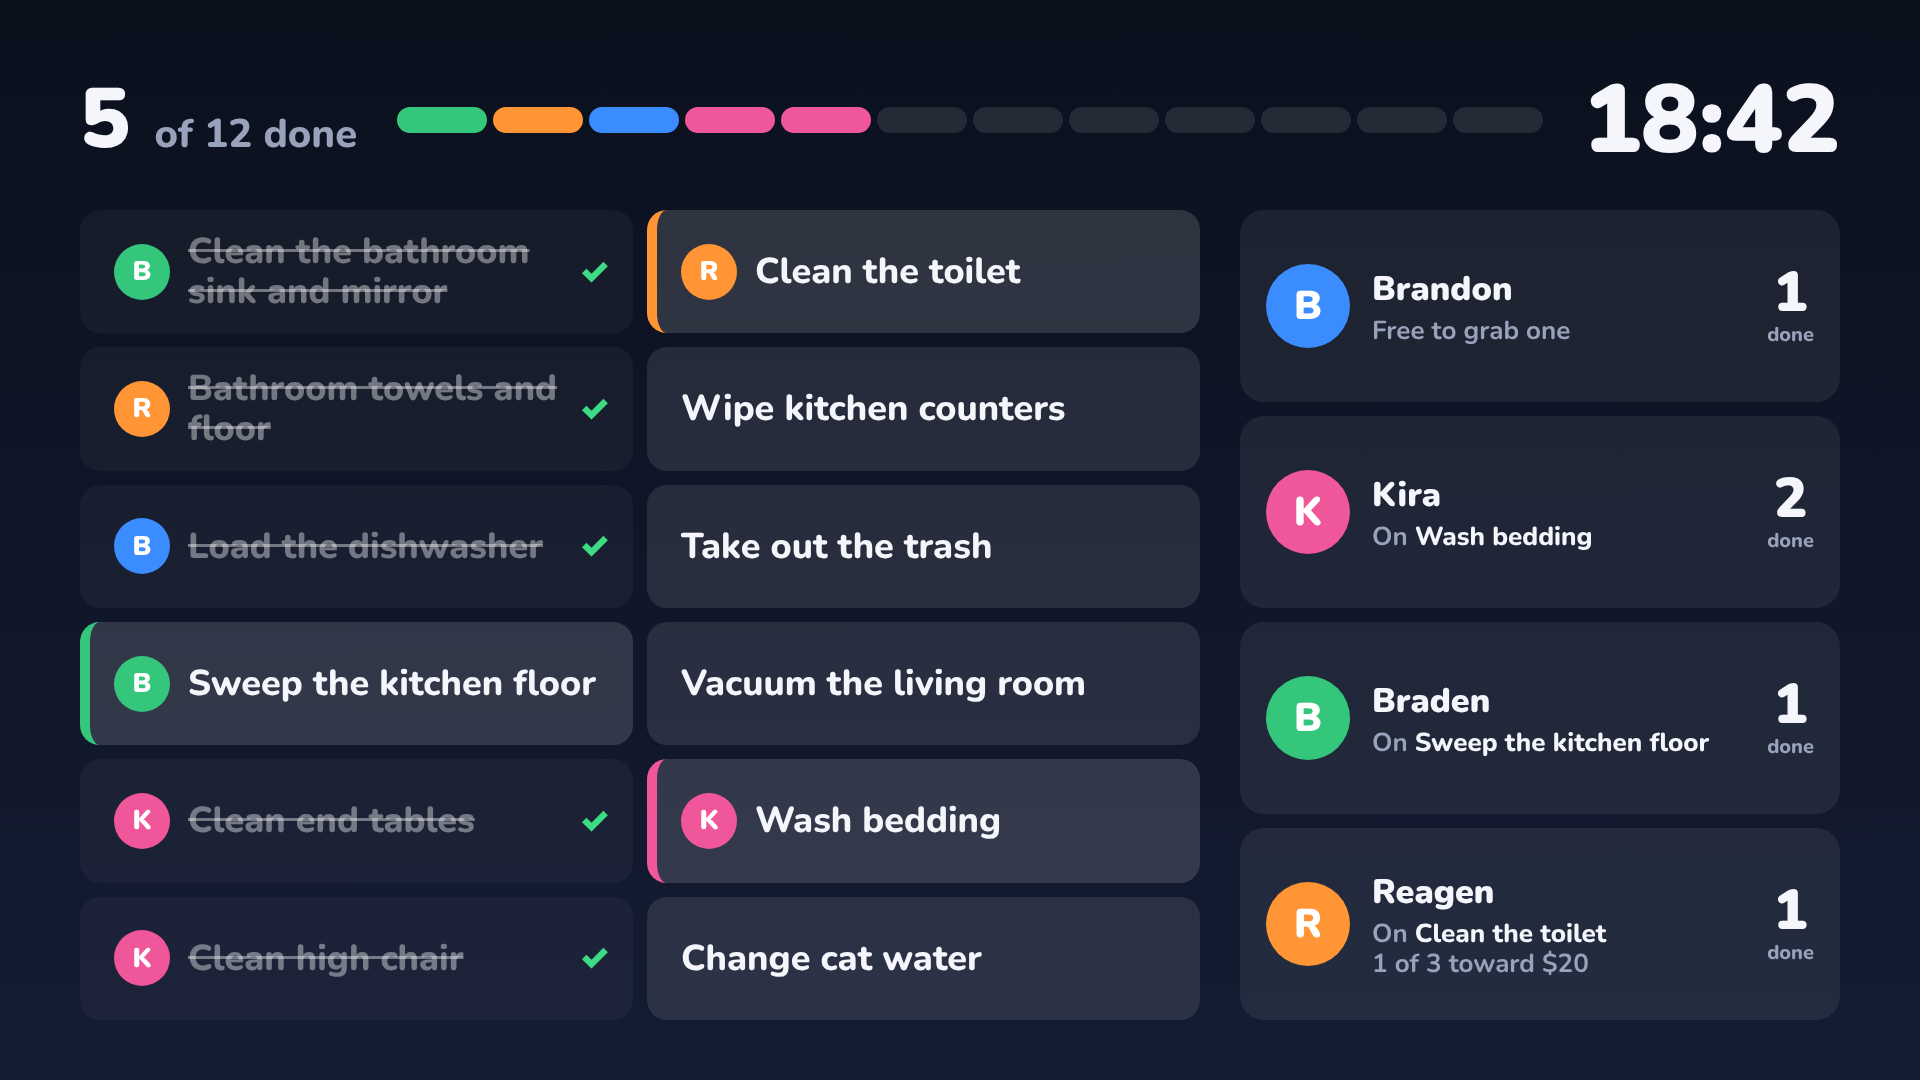 5 of 12 done
18:42
B
Clean the bathroom
sink and mirror
R
Clean the toilet
R
Bathroom towels and
floor
Wipe kitchen counters
B
Load the dishwasher
Take out the trash
B
Sweep the kitchen floor
Vacuum the living room
K
Clean end tables
K
Wash bedding
K
Clean high chair
Change cat water
B
Brandon
Free to grab one
1
done
K
Kira
On Wash bedding
2
done
B
Braden
On Sweep the kitchen floor
1
done
R
Reagen
On Clean the toilet
1 of 3 toward $20
1
done